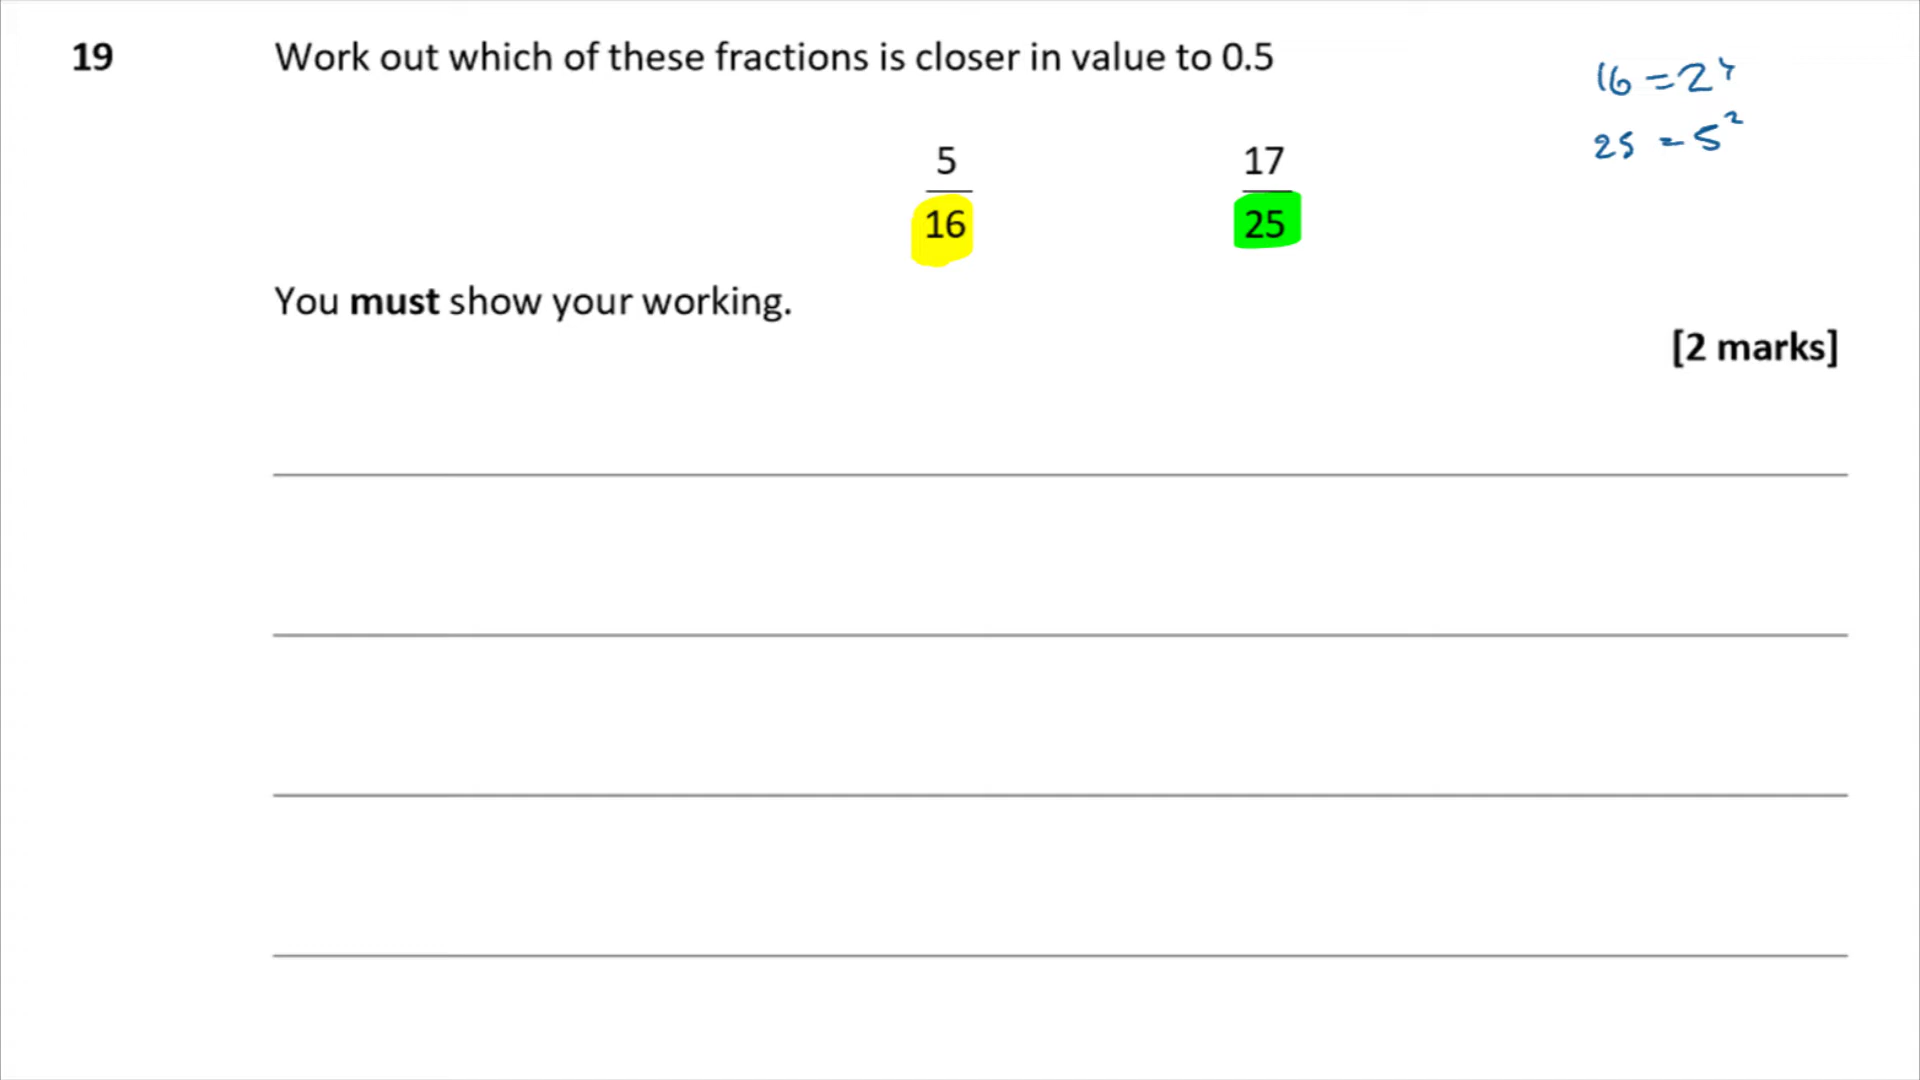 19 Work out which of these fractions is closer in value to 0.5
16 = 2⁴
25 = 5²
5 17
16 25
You must show your working.
[2 marks]